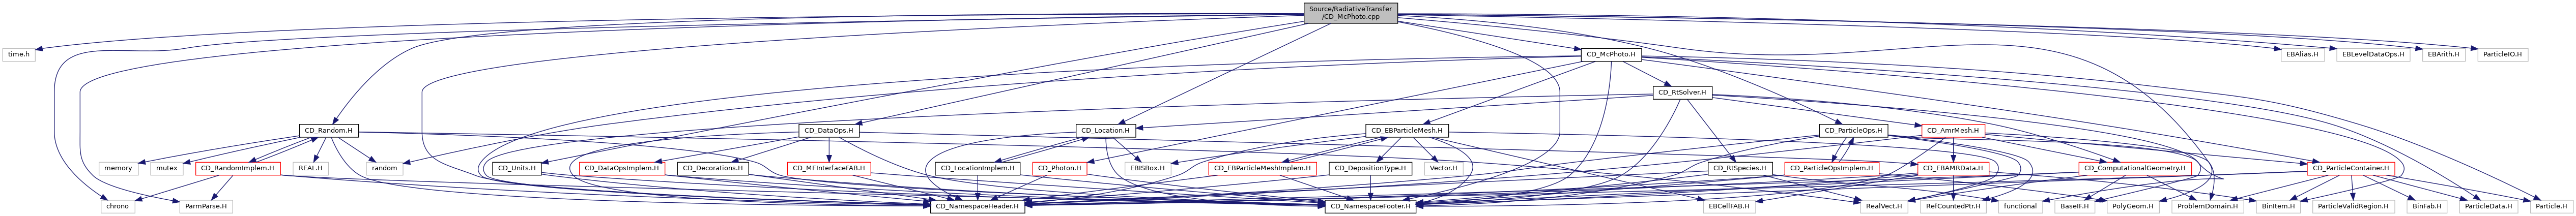 Source/RadiativeTransfer
/CD_McPhoto.cpp
time.h
CD_McPhoto.H
EBAlias.H
EBLevelDataOps.H
EBArith.H
ParticleIO.H
CD_RtSolver.H
CD_Random.H
CD_DataOps.H
CD_Location.H
CD_EBParticleMesh.H
CD_ParticleOps.H
CD_AmrMesh.H
memory
mutex
CD_RandomImplem.H
REAL.H
random
CD_Units.H
CD_DataOpsImplem.H
CD_Decorations.H
CD_MFInterfaceFAB.H
CD_LocationImplem.H
CD_Photon.H
EBISBox.H
CD_EBParticleMeshImplem.H
CD_DepositionType.H
Vector.H
CD_RtSpecies.H
CD_ParticleOpsImplem.H
CD_EBAMRData.H
CD_ComputationalGeometry.H
CD_ParticleContainer.H
chrono
ParmParse.H
CD_NamespaceHeader.H
CD_NamespaceFooter.H
EBCellFAB.H
RealVect.H
RefCountedPtr.H
functional
BaseIF.H
PolyGeom.H
ProblemDomain.H
BinItem.H
ParticleValidRegion.H
BinFab.H
ParticleData.H
Particle.H